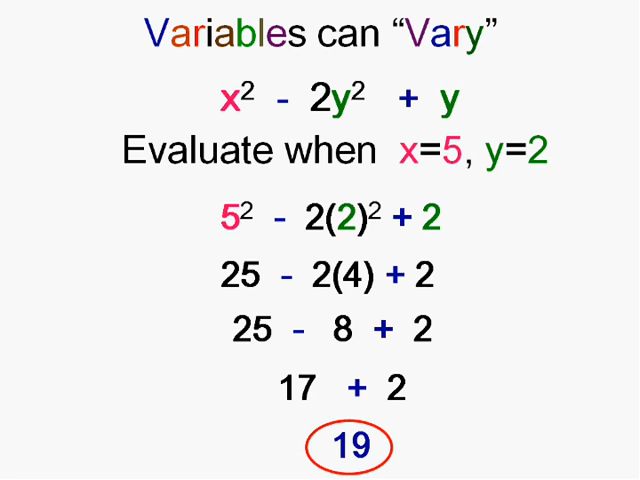 Variables can “Vary”
x² - 2y² + y
Evaluate when x=5, y=2
5² - 2(2)² + 2
25 - 2(4) + 2
25 - 8 + 2
17 + 2
19